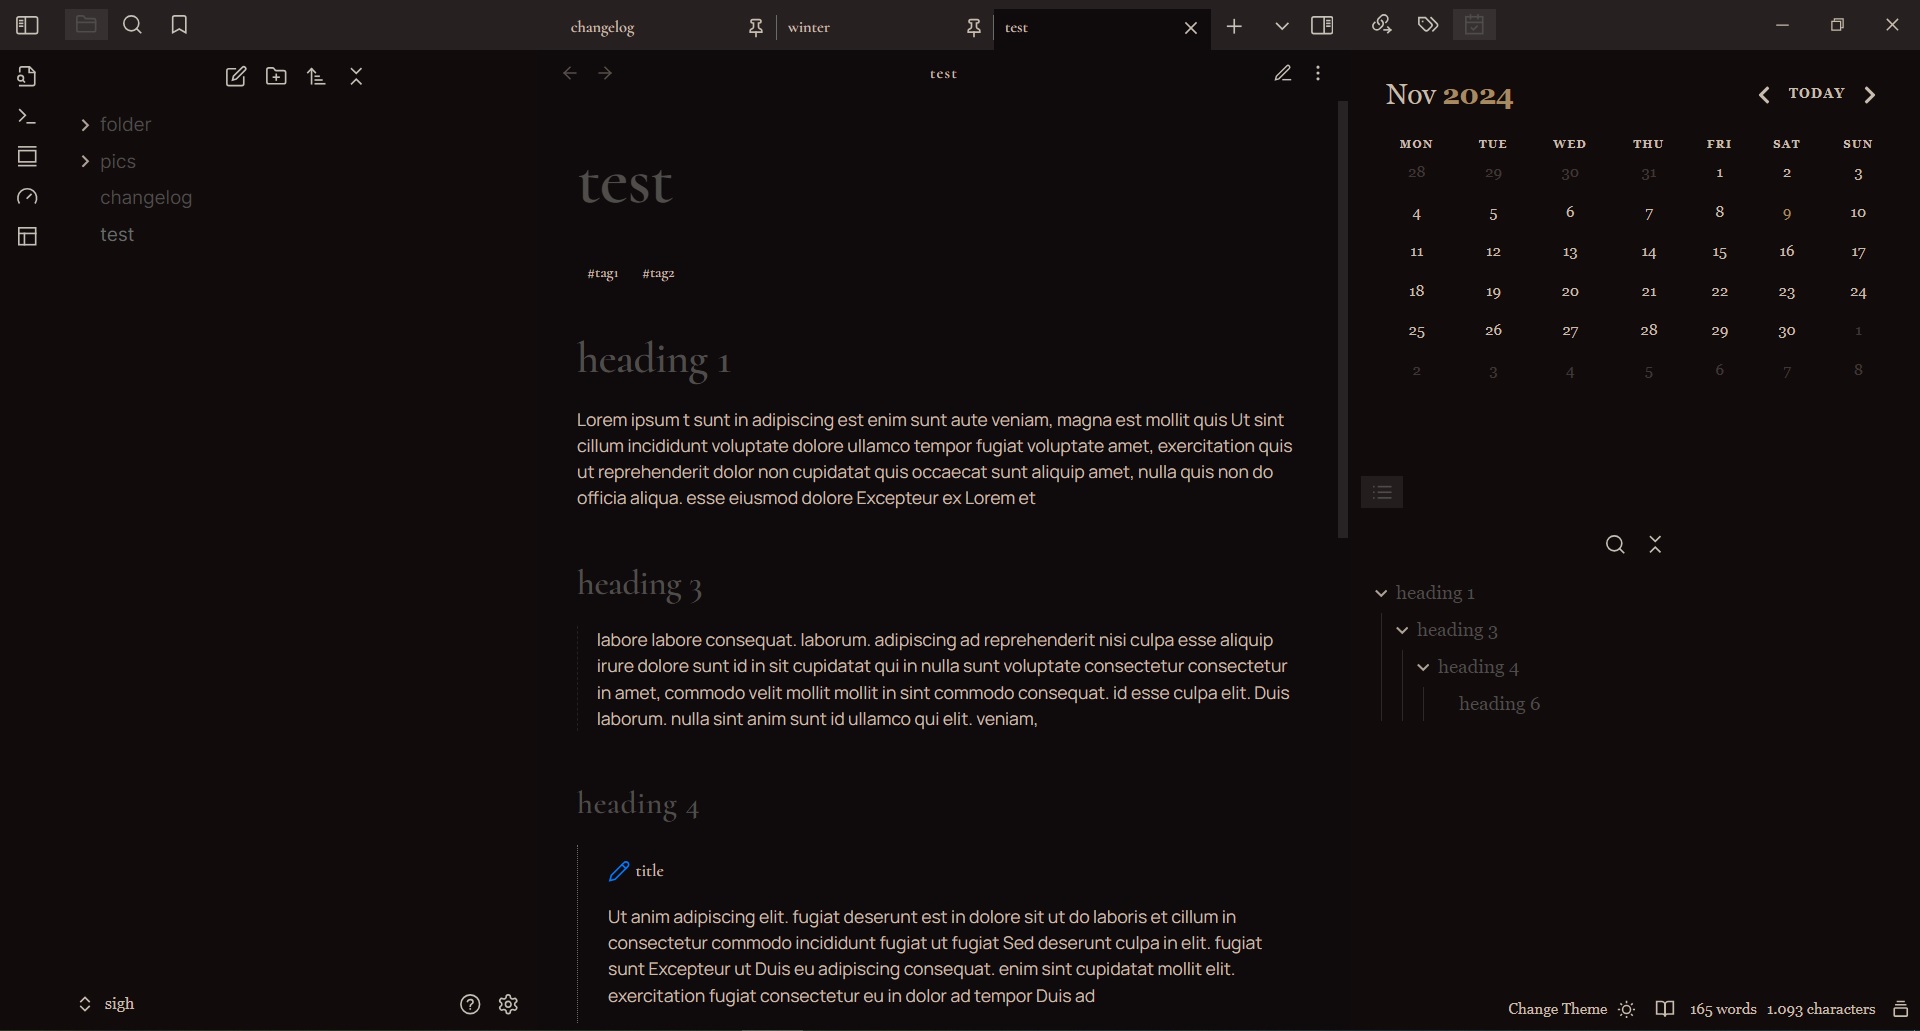 changelog
winter
test
folder
pics
changelog
test
sigh
test
test
#tag1 #tag2
heading 1
Lorem ipsum t sunt in adipiscing est enim sunt aute veniam, magna est mollit quis Ut sint
cillum incididunt voluptate dolore ullamco tempor fugiat voluptate amet, exercitation quis
ut reprehenderit dolor non cupidatat quis occaecat sunt aliquip amet, nulla quis non do
officia aliqua. esse eiusmod dolore Excepteur ex Lorem et
heading 3
labore labore consequat. laborum. adipiscing ad reprehenderit nisi culpa esse aliquip
irure dolore sunt id in sit cupidatat qui in nulla sunt voluptate consectetur consectetur
in amet, commodo velit mollit mollit in sint commodo consequat. id esse culpa elit. Duis
laborum. nulla sint anim sunt id ullamco qui elit. veniam,
heading 4
title
Ut anim adipiscing elit. fugiat deserunt est in dolore sit ut do laboris et cillum in
consectetur commodo incididunt fugiat ut fugiat Sed deserunt culpa in elit. fugiat
sunt Excepteur ut Duis eu adipiscing consequat. enim sint cupidatat mollit elit.
exercitation fugiat consectetur eu in dolor ad tempor Duis ad
Nov 2024 TODAY
MON TUE WED THU FRI SAT SUN
28 29 30 31 1 2 3
4 5 6 7 8 9 10
11 12 13 14 15 16 17
18 19 20 21 22 23 24
25 26 27 28 29 30 1
2 3 4 5 6 7 8
heading 1
heading 3
heading 4
heading 6
Change Theme 165 words 1.093 characters